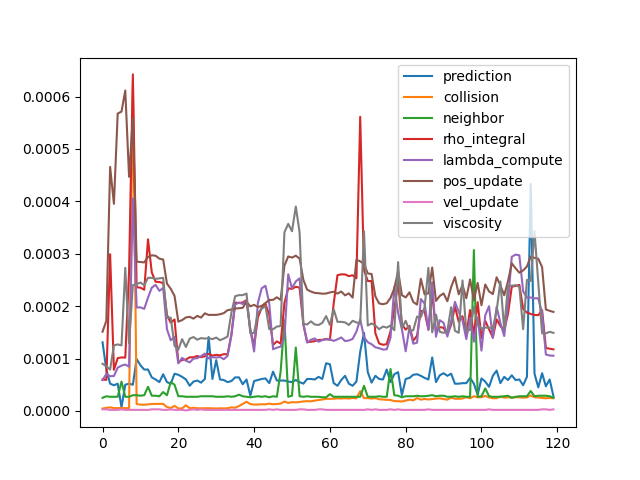 prediction
collision
neighbor
rho_integral
lambda_compute
pos_update
vel_update
viscosity
0.0006
0.0005
0.0004
0.0003
0.0002
0.0001
0.0000
0 20 40 60 80 100 120